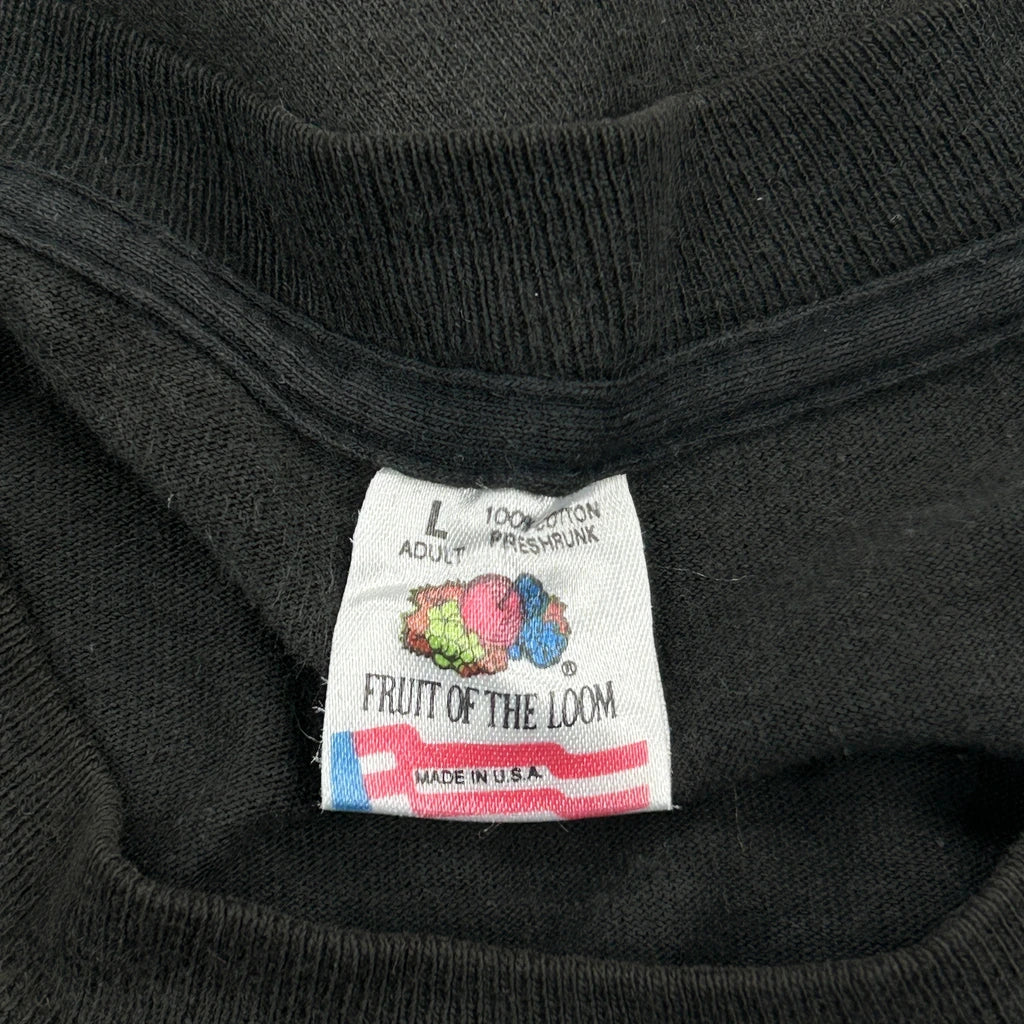 L
ADULT
100% COTTON
PRESHRUNK
®
FRUIT OF THE LOOM
MADE IN U.S.A.